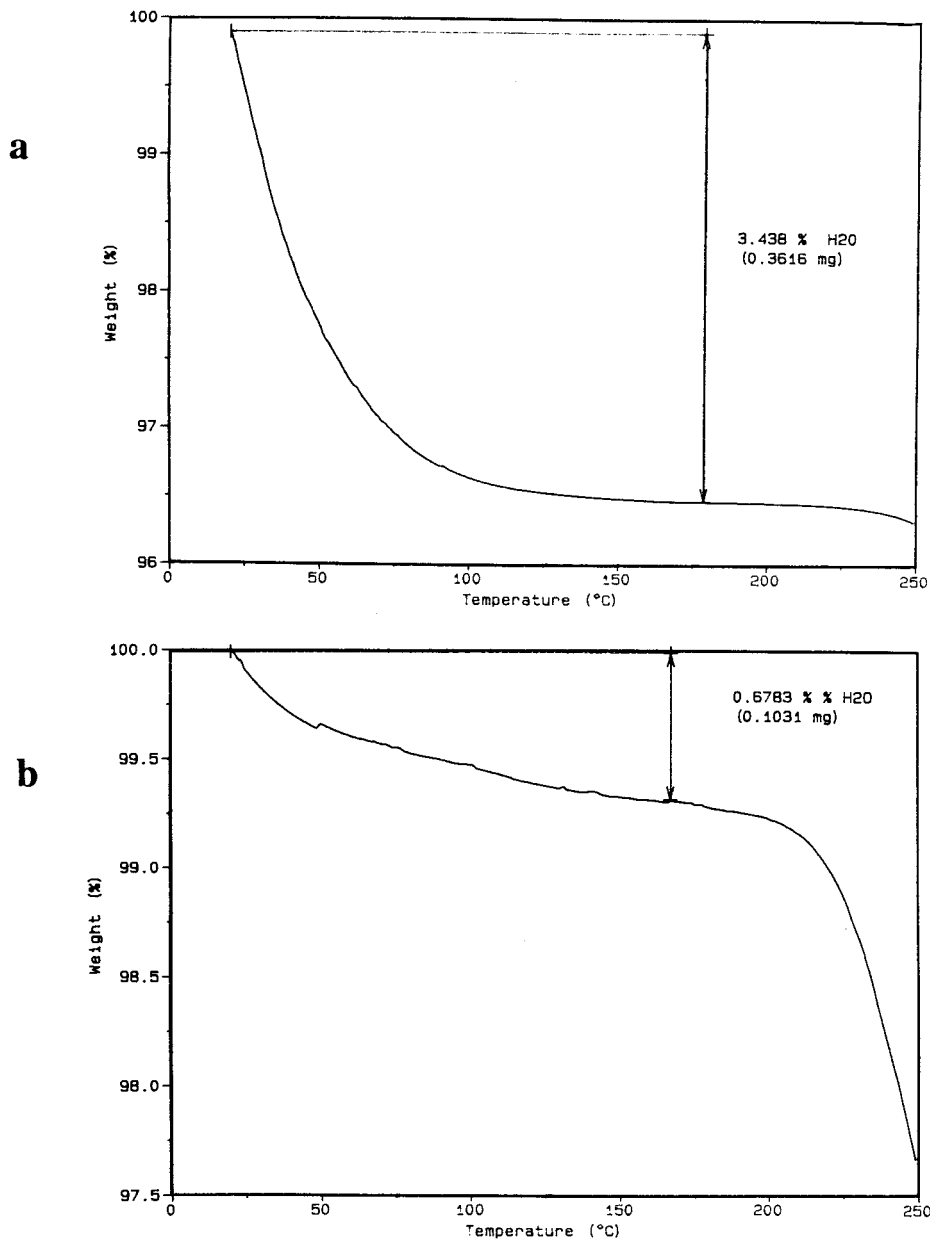 a
100
99
98
97
96
Weight (%)
3.438 % H2O
(0.3616 mg)
0 50 100 150 200 250
Temperature (°C)
b
100.0
99.5
99.0
98.5
98.0
97.5
Weight (%)
0.6783 % % H2O
(0.1031 mg)
0 50 100 150 200 250
Temperature (°C)